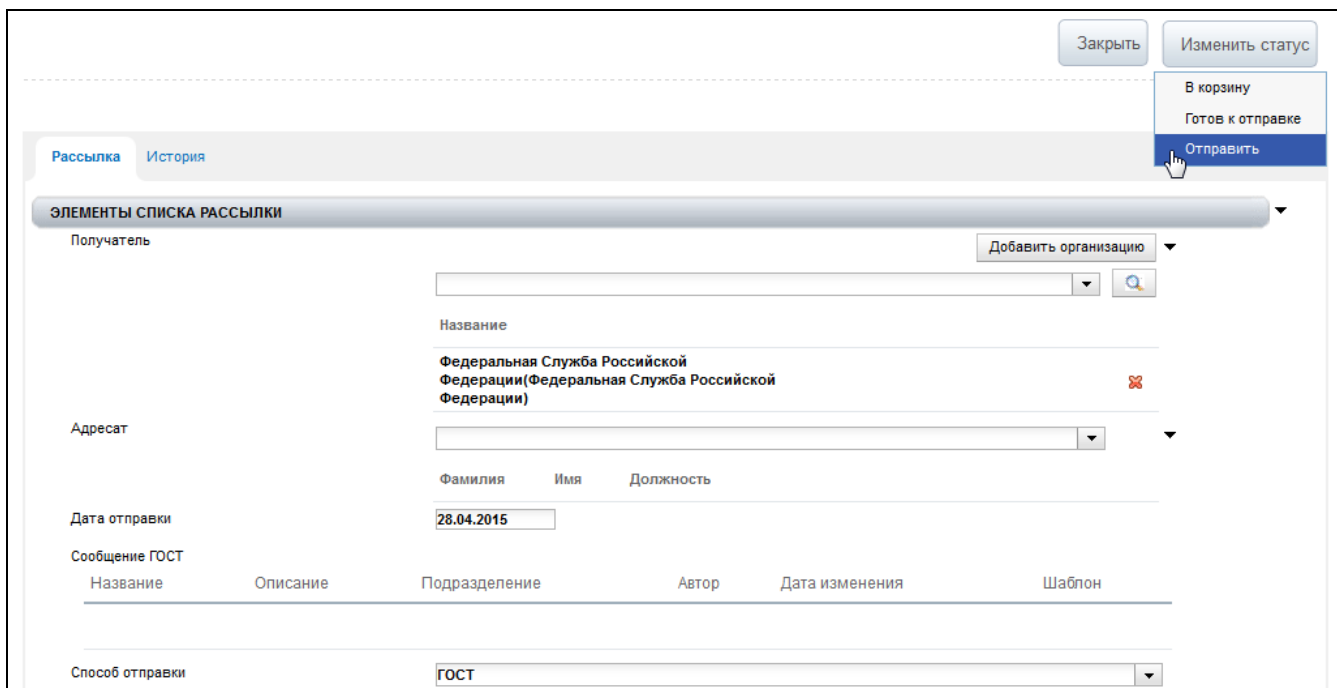 Закрыть
Изменить статус
В корзину
Готов к отправке
Отправить
Рассылка
История
ЭЛЕМЕНТЫ СПИСКА РАССЫЛКИ
Получатель
Добавить организацию
Название
Федеральная Служба Российской
Федерации(Федеральная Служба Российской
Федерации)
Адресат
Фамилия Имя Должность
Дата отправки
28.04.2015
Сообщение ГОСТ
Название Описание Подразделение Автор Дата изменения Шаблон
Способ отправки
ГОСТ